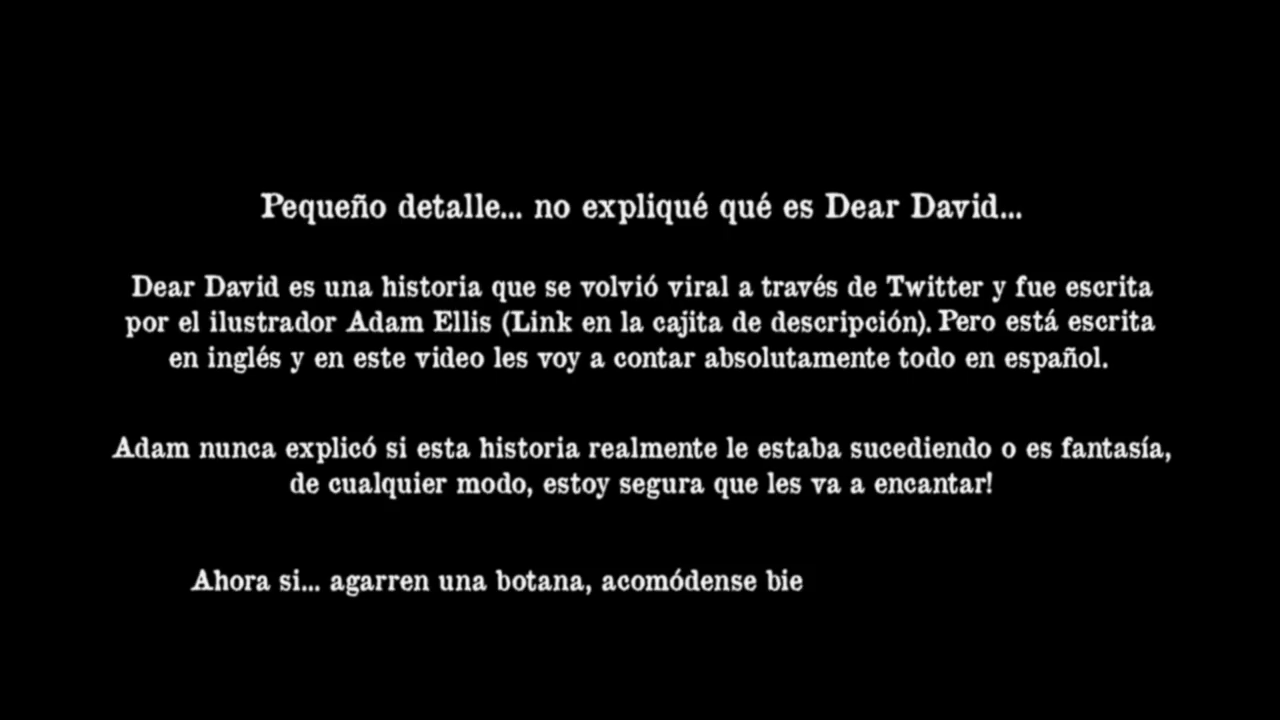 Pequeño detalle... no expliqué qué es Dear David...
Dear David es una historia que se volvió viral a través de Twitter y fue escrita
por el ilustrador Adam Ellis (Link en la cajita de descripción). Pero está escrita
en inglés y en este video les voy a contar absolutamente todo en español.
Adam nunca explicó si esta historia realmente le estaba sucediendo o es fantasía,
de cualquier modo, estoy segura que les va a encantar!
Ahora si... agarren una botana, acomódense bie